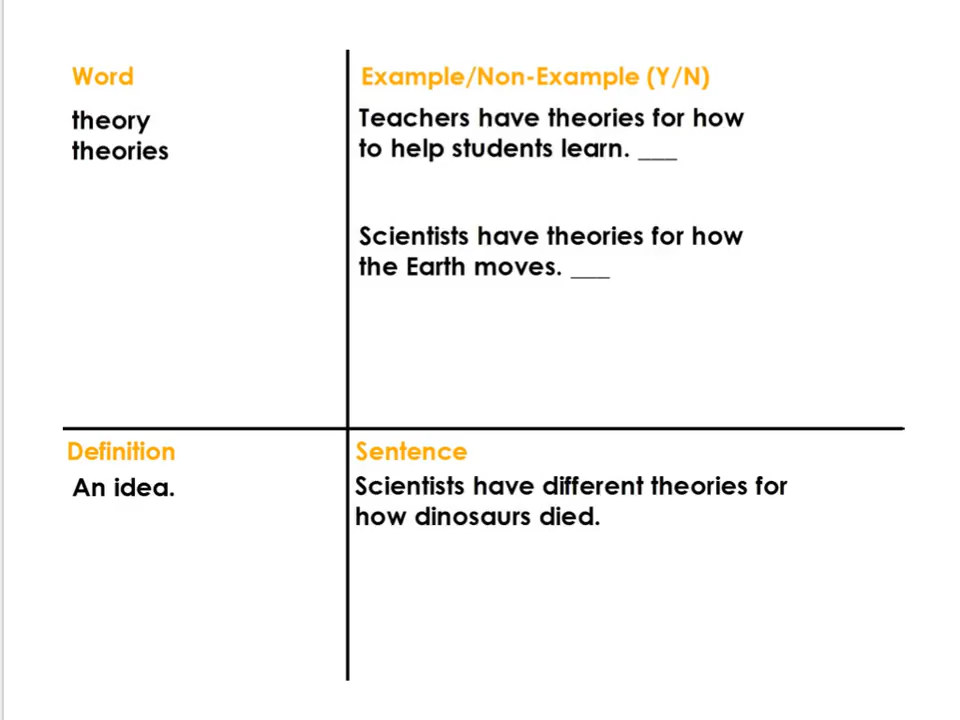 Word
theory
theories
Example/Non-Example (Y/N)
Teachers have theories for how
to help students learn. ___
Scientists have theories for how
the Earth moves. ___
Definition
An idea.
Sentence
Scientists have different theories for
how dinosaurs died.